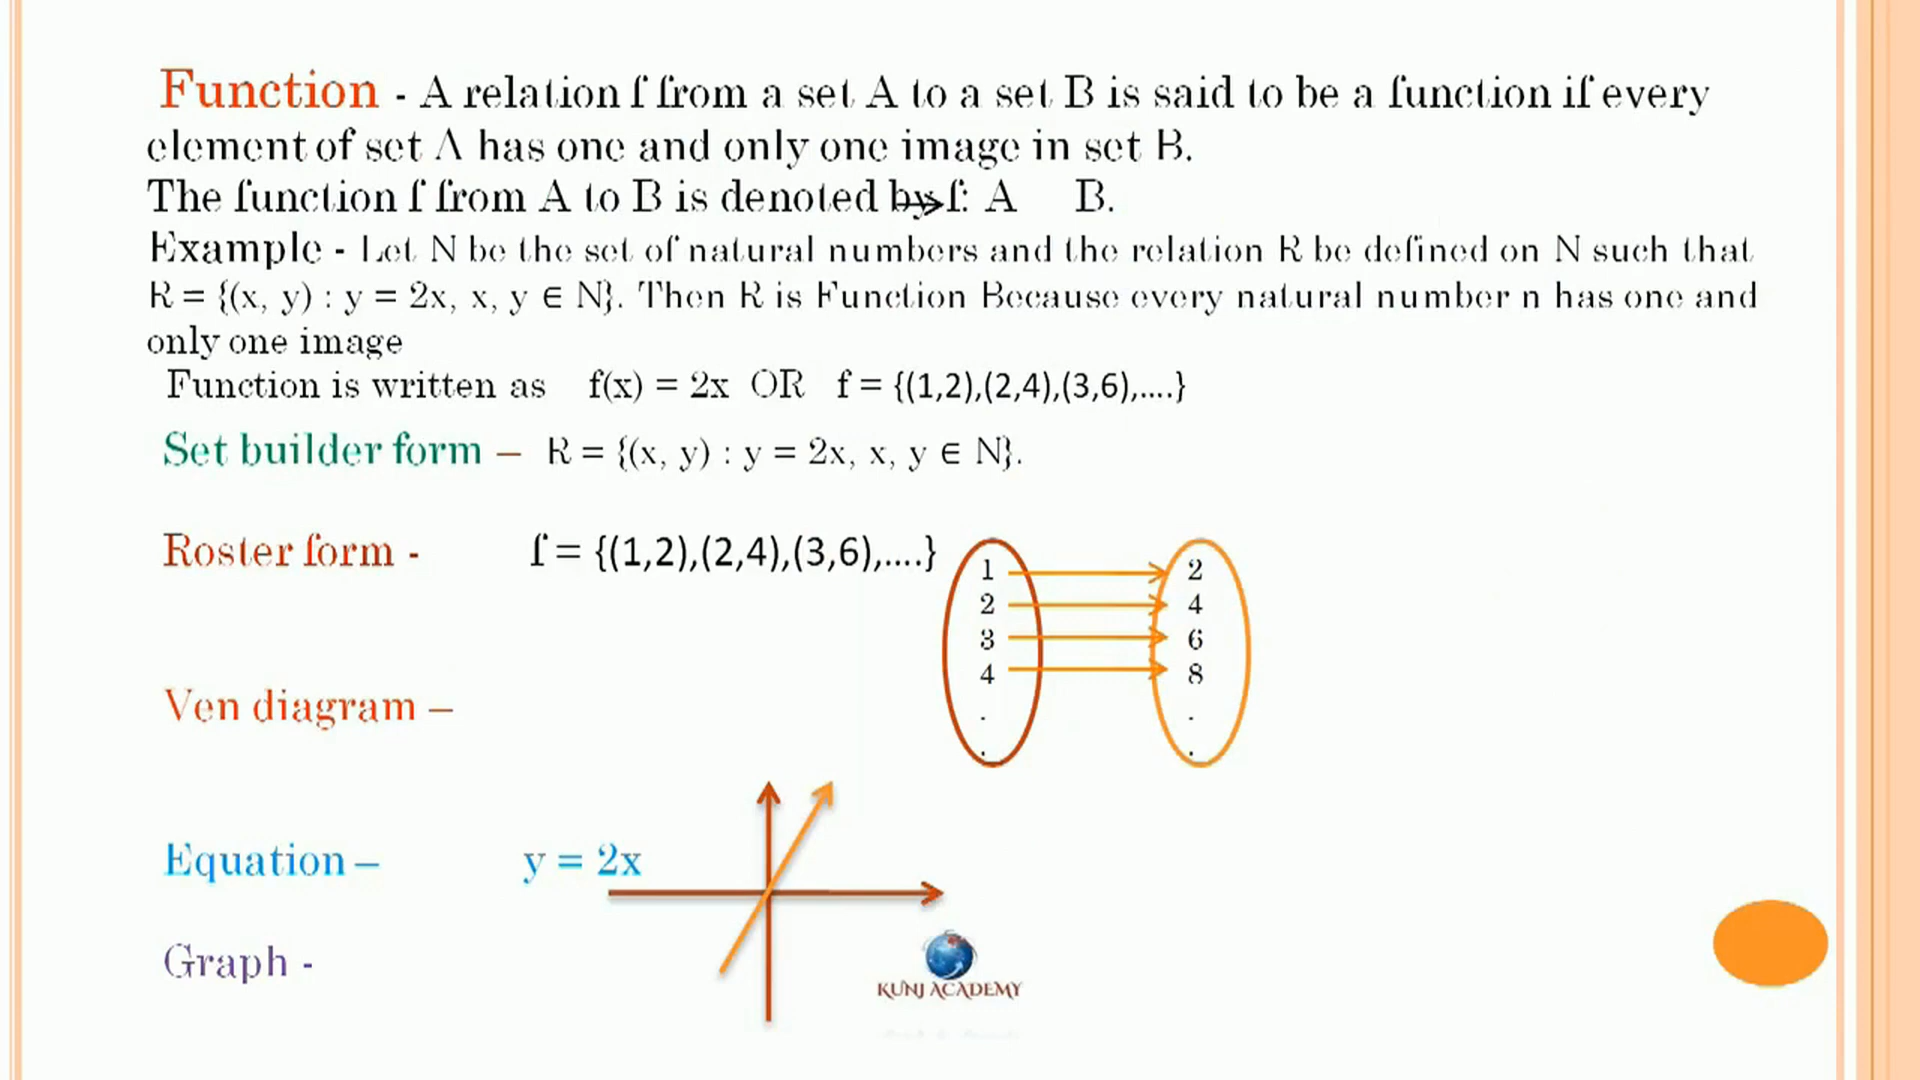 Function - A relation f from a set A to a set B is said to be a function if every
element of set A has one and only one image in set B.
The function f from A to B is denoted by f: A B.
Example - Let N be the set of natural numbers and the relation R be defined on N such that
R = {(x, y) : y = 2x, x, y ∈ N}. Then R is Function Because every natural number n has one and
only one image
Function is written as f(x) = 2x OR f = {(1,2),(2,4),(3,6),....}
Set builder form – R = {(x, y) : y = 2x, x, y ∈ N}.
Roster form - f = {(1,2),(2,4),(3,6),....}
1 2
2 4
3 6
4 8
. .
. .
Ven diagram –
Equation – y = 2x
Graph -
KUNJ ACADEMY